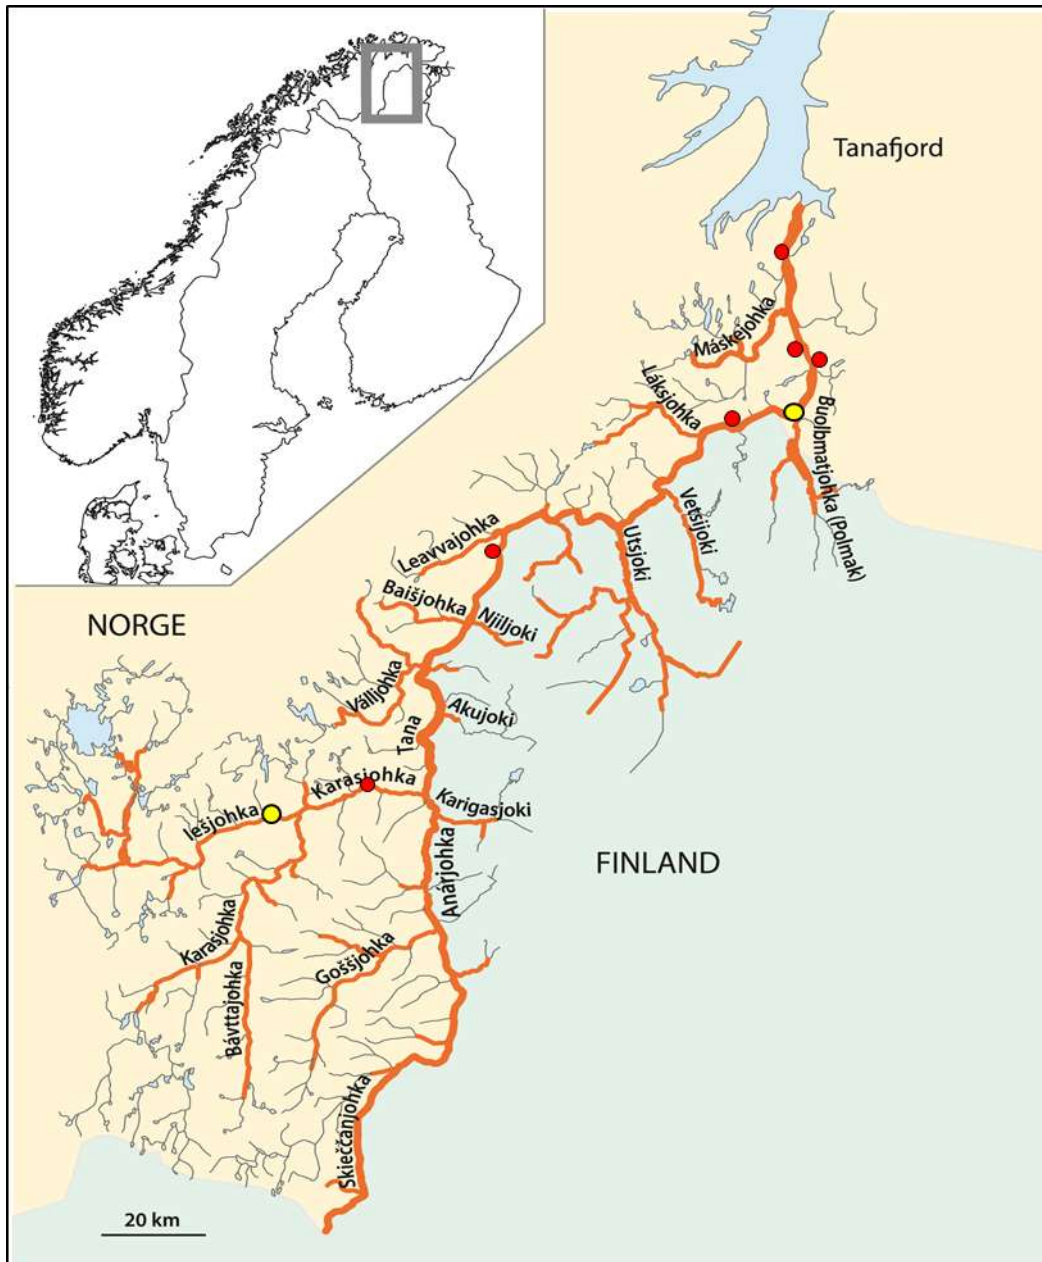 Tanafjord
Máskejohka
Láksjohka
Buolbmatjohka (Polmak)
Vetsijoki
Utsjoki
Leavvajohka
Baišjohka
Njiljoki
NORGE
Válljohka
Akujoki
Tana
Karasjohka
Iešjohka
Karigasjoki
Anárjohka
FINLAND
Karasjohka
Goššjohka
Bávttajohka
Skieččanjohka
20 km